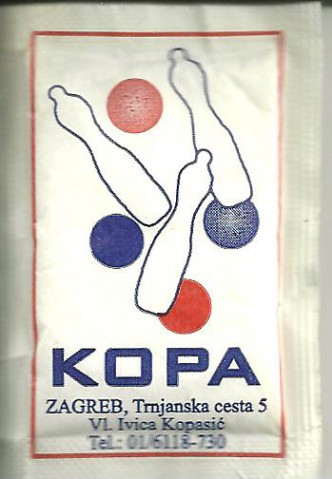 KOPA
ZAGREB, Trnjanska cesta 5
Vl. Ivica Kopasić
Tel.: 01/6118-730